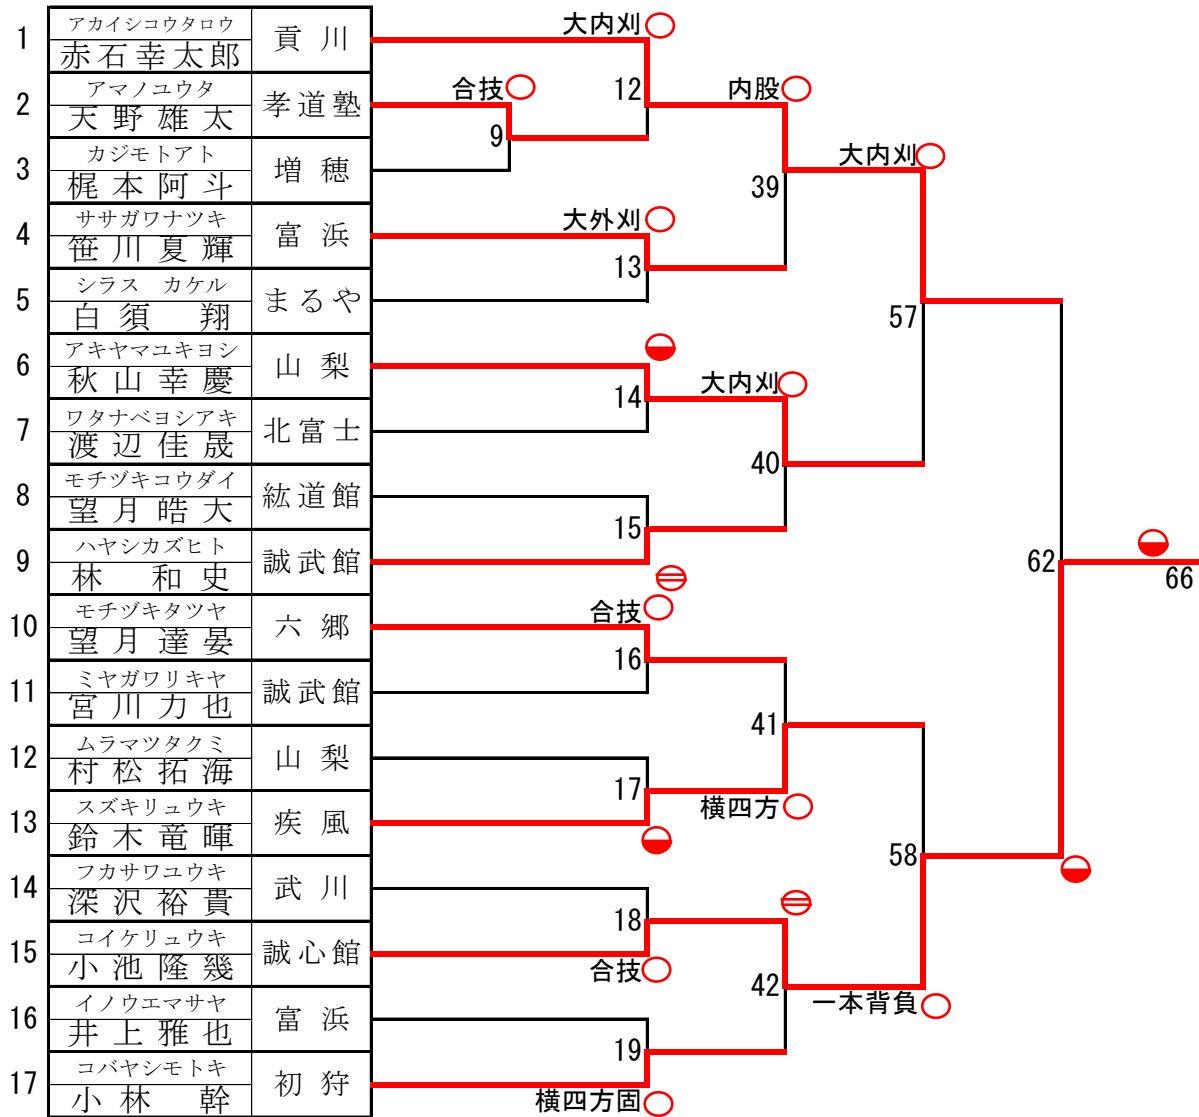 1 アカイシコウタロウ 赤石幸太郎 貢川
2 アマノユウタ 天野雄太 孝道塾
3 カジモトアト 梶本阿斗 増穂
4 ササガワナツキ 笹川夏輝 富浜
5 シラス カケル 白須 翔 まるや
6 アキヤマユキヨシ 秋山幸慶 山梨
7 ワタナベヨシアキ 渡辺佳晟 北富士
8 モチヅキコウダイ 望月皓大 紘道館
9 ハヤシカズヒト 林 和史 誠武館
10 モチヅキタツヤ 望月達晏 六郷
11 ミヤガワリキヤ 宮川力也 誠武館
12 ムラマツタクミ 村松拓海 山梨
13 スズキリュウキ 鈴木竜暉 疾風
14 フカサワユウキ 深沢裕貴 武川
15 コイケリュウキ 小池隆幾 誠心館
16 イノウエマサヤ 井上雅也 富浜
17 コバヤシモトキ 小林 幹 初狩
合技
9
大内刈
12
大外刈
13
14
15
合技
16
17
18
合技
19
横四方固
内股
39
大内刈
40
41
横四方
42
大内刈
57
58
一本背負
62
66